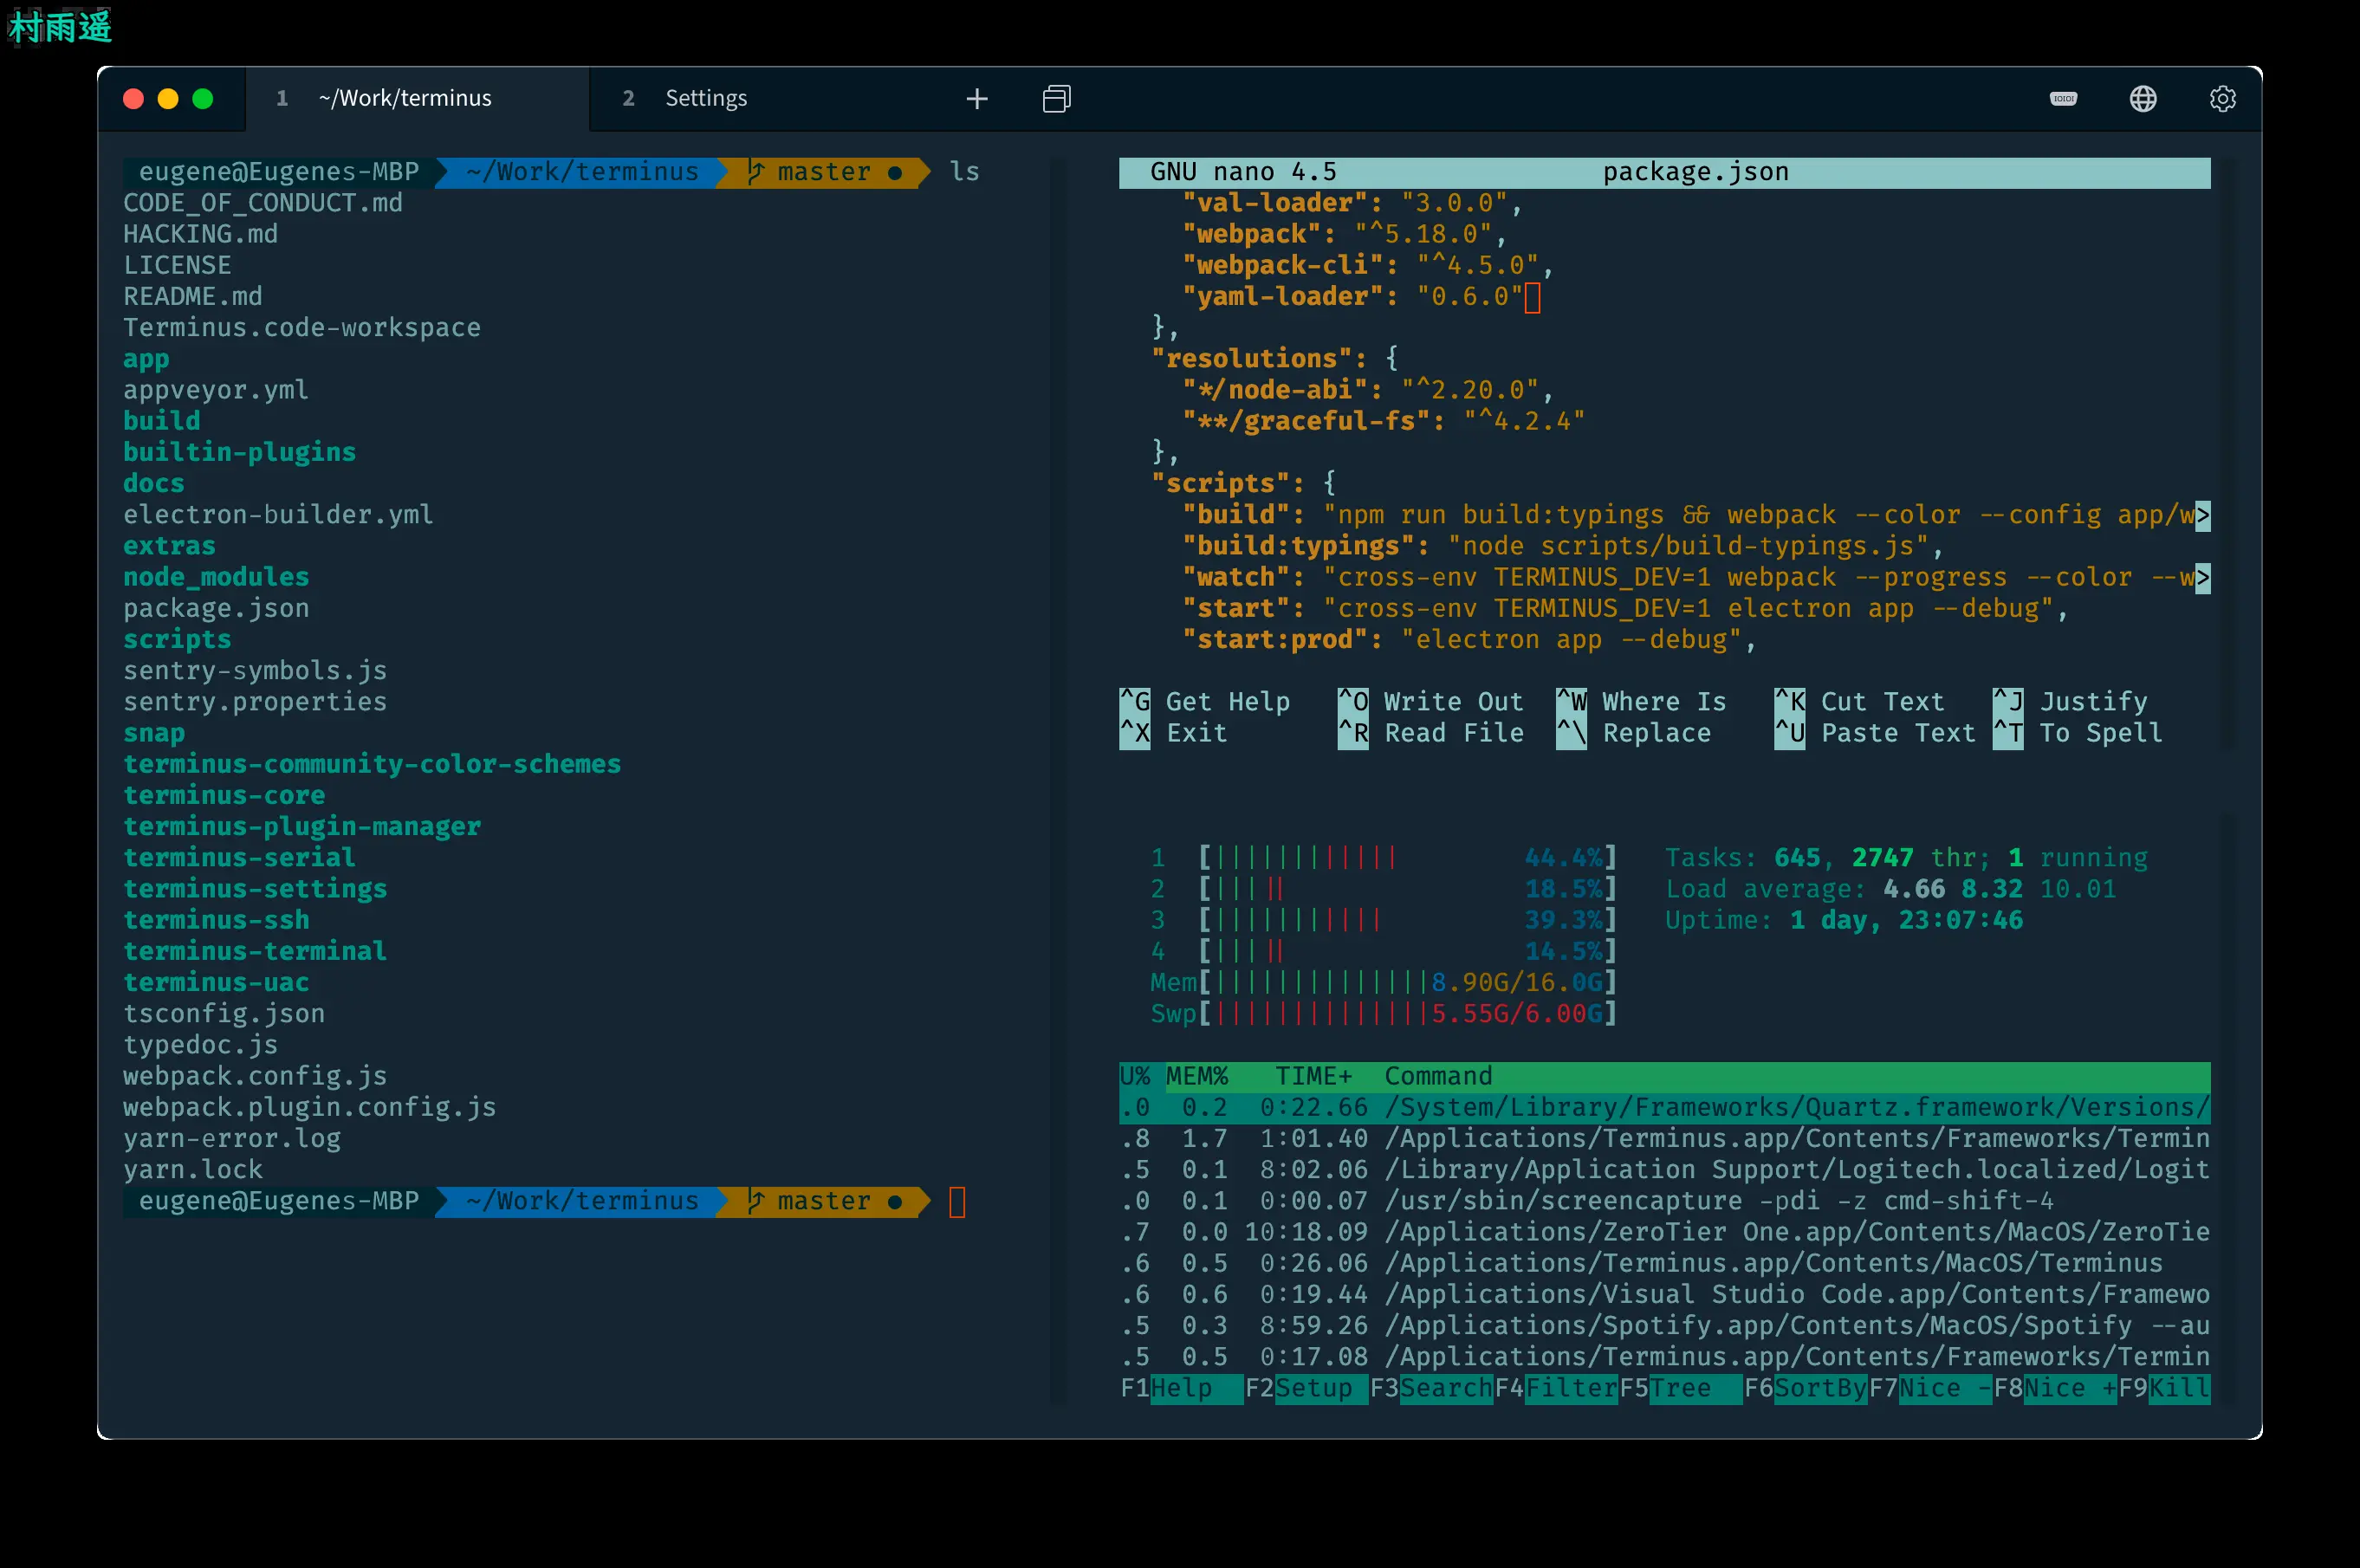 村雨遥
1 ~/Work/terminus
2 Settings
eugene@Eugenes-MBP ~/Work/terminus master ● ls
CODE_OF_CONDUCT.md
HACKING.md
LICENSE
README.md
Terminus.code-workspace
app
appveyor.yml
build
builtin-plugins
docs
electron-builder.yml
extras
node_modules
package.json
scripts
sentry-symbols.js
sentry.properties
snap
terminus-community-color-schemes
terminus-core
terminus-plugin-manager
terminus-serial
terminus-settings
terminus-ssh
terminus-terminal
terminus-uac
tsconfig.json
typedoc.js
webpack.config.js
webpack.plugin.config.js
yarn-error.log
yarn.lock
eugene@Eugenes-MBP ~/Work/terminus master ●
GNU nano 4.5 package.json
"val-loader": "3.0.0",
"webpack": "^5.18.0",
"webpack-cli": "^4.5.0",
"yaml-loader": "0.6.0"
},
"resolutions": {
"*/node-abi": "^2.20.0",
"**/graceful-fs": "^4.2.4"
},
"scripts": {
"build": "npm run build:typings && webpack --color --config app/w>
"build:typings": "node scripts/build-typings.js",
"watch": "cross-env TERMINUS_DEV=1 webpack --progress --color --w>
"start": "cross-env TERMINUS_DEV=1 electron app --debug",
"start:prod": "electron app --debug",
^G Get Help ^O Write Out ^W Where Is ^K Cut Text ^J Justify
^X Exit ^R Read File ^\ Replace ^U Paste Text ^T To Spell
1 [|||||||||||| 44.4%] Tasks: 645, 2747 thr; 1 running
2 [||||| 18.5%] Load average: 4.66 8.32 10.01
3 [||||||||||| 39.3%] Uptime: 1 day, 23:07:46
4 [||||| 14.5%]
Mem[||||||||||||||8.90G/16.0G]
Swp[||||||||||||||5.55G/6.00G]
U% MEM% TIME+ Command
.0 0.2 0:22.66 /System/Library/Frameworks/Quartz.framework/Versions/
.8 1.7 1:01.40 /Applications/Terminus.app/Contents/Frameworks/Termin
.5 0.1 8:02.06 /Library/Application Support/Logitech.localized/Logit
.0 0.1 0:00.07 /usr/sbin/screencapture -pdi -z cmd-shift-4
.7 0.0 10:18.09 /Applications/ZeroTier One.app/Contents/MacOS/ZeroTie
.6 0.5 0:26.06 /Applications/Terminus.app/Contents/MacOS/Terminus
.6 0.6 0:19.44 /Applications/Visual Studio Code.app/Contents/Framewo
.5 0.3 8:59.26 /Applications/Spotify.app/Contents/MacOS/Spotify --au
.5 0.5 0:17.08 /Applications/Terminus.app/Contents/Frameworks/Termin
F1Help F2Setup F3SearchF4FilterF5Tree F6SortByF7Nice -F8Nice +F9Kill